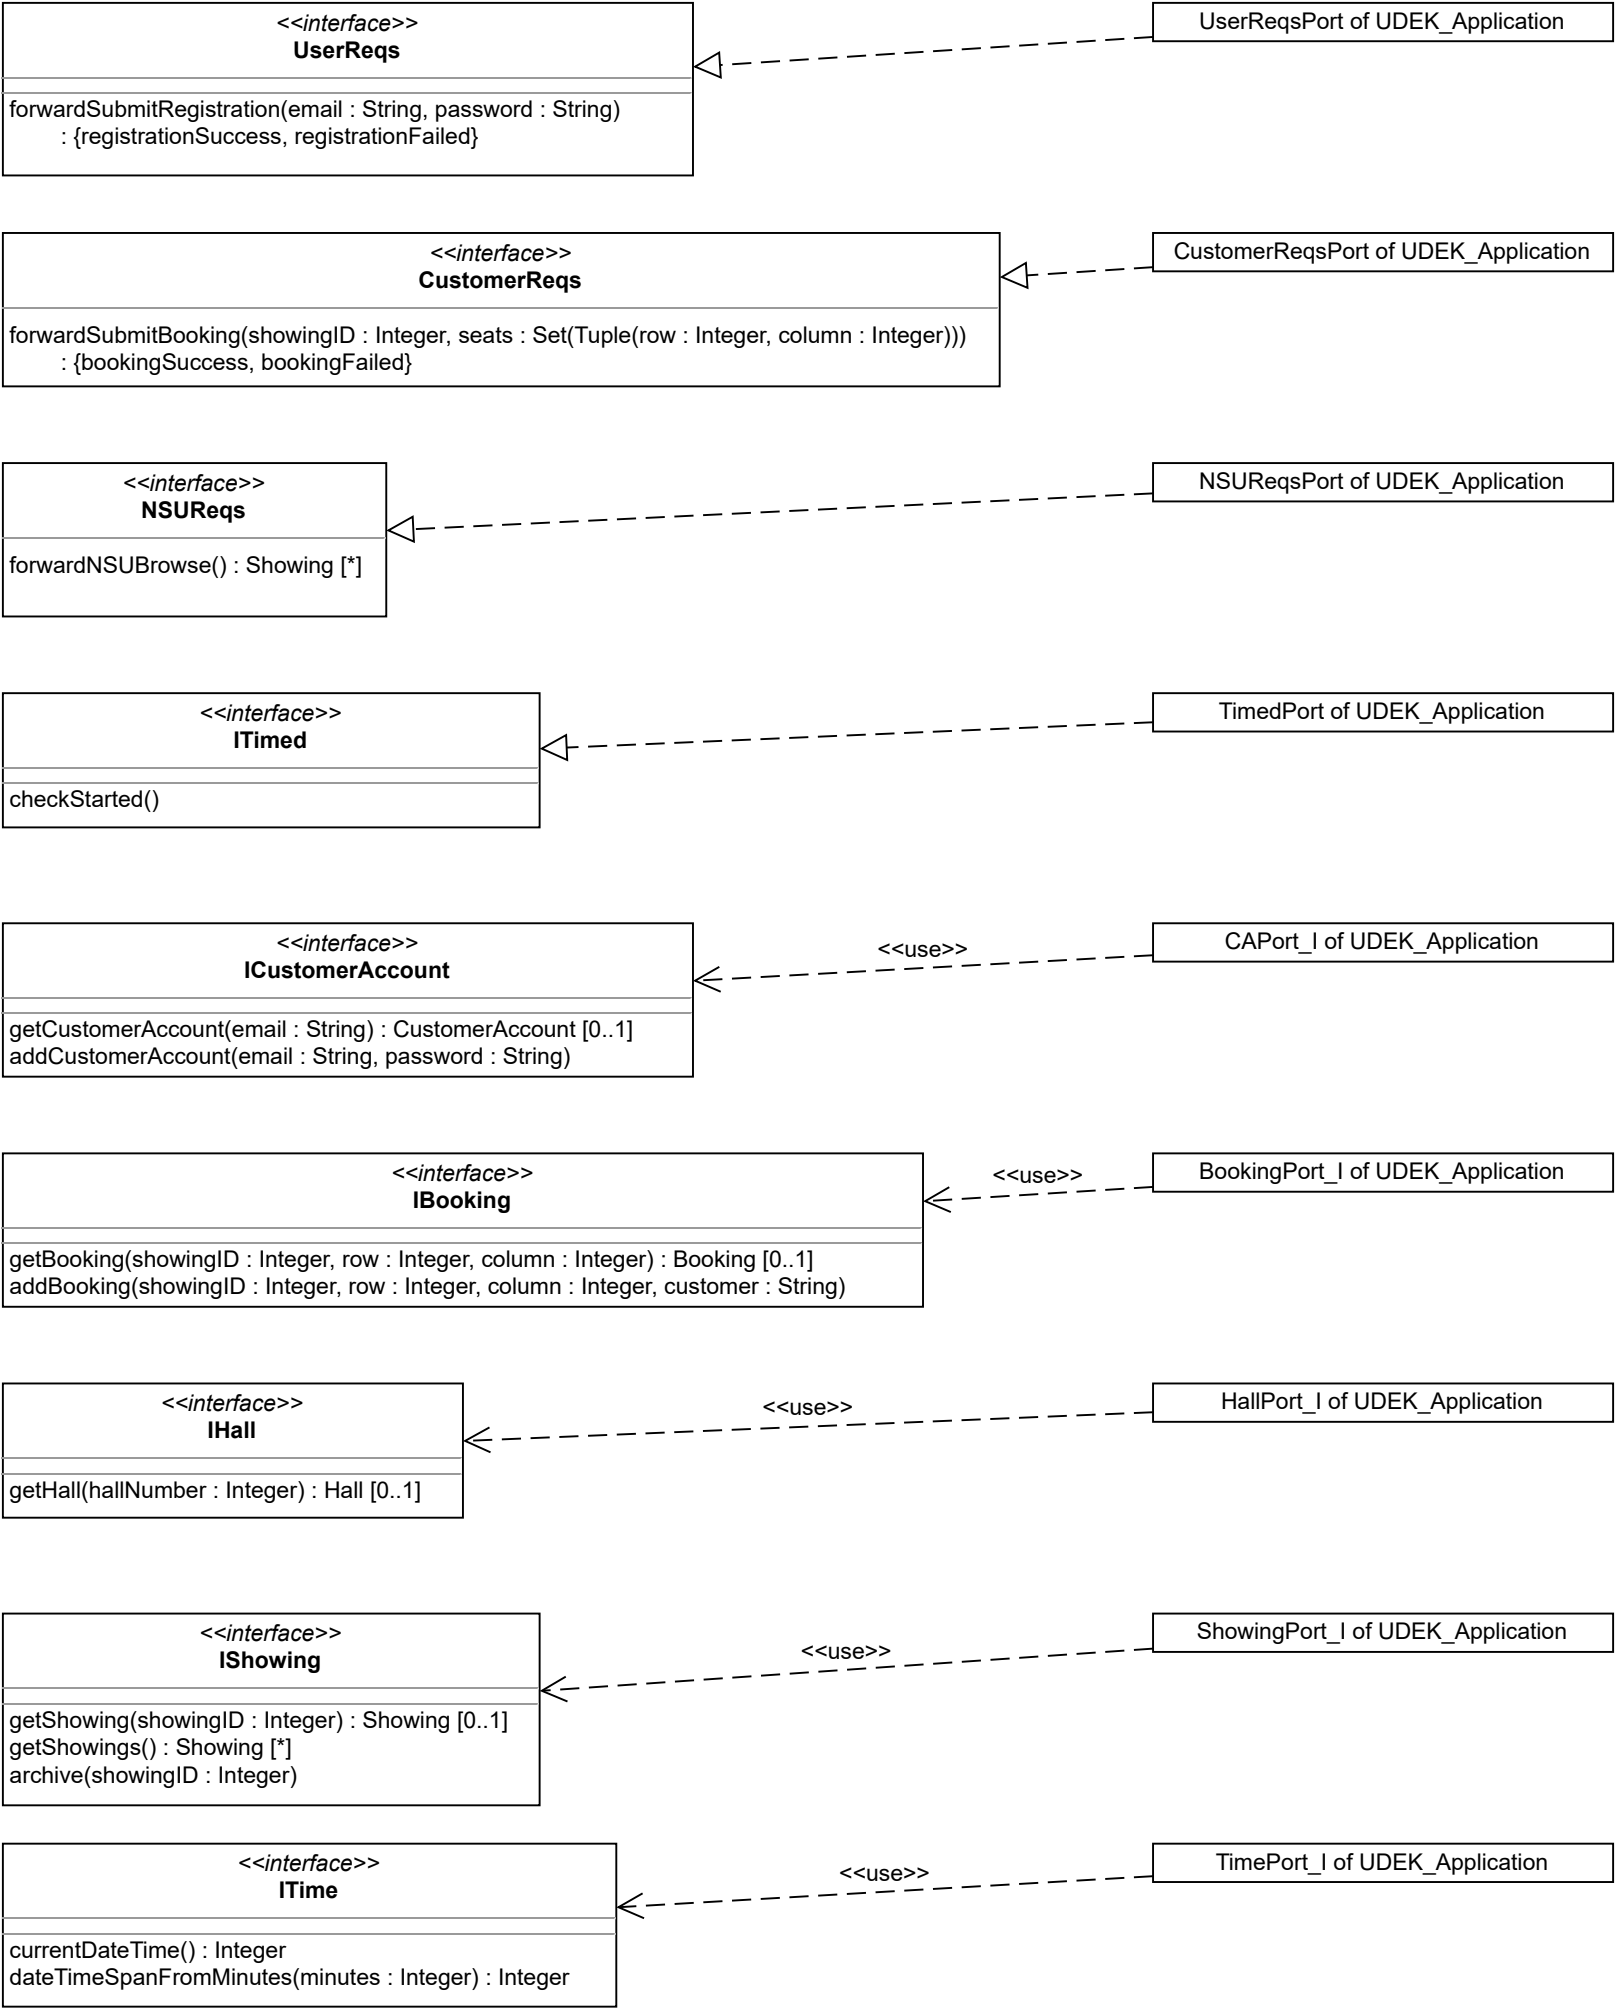 <<interface>>
UserReqs
forwardSubmitRegistration(email : String, password : String)
: {registrationSuccess, registrationFailed}
UserReqsPort of UDEK_Application
<<interface>>
CustomerReqs
forwardSubmitBooking(showingID : Integer, seats : Set(Tuple(row : Integer, column : Integer)))
: {bookingSuccess, bookingFailed}
CustomerReqsPort of UDEK_Application
<<interface>>
NSUReqs
forwardNSUBrowse() : Showing [*]
NSUReqsPort of UDEK_Application
<<interface>>
ITimed
checkStarted()
TimedPort of UDEK_Application
<<interface>>
ICustomerAccount
getCustomerAccount(email : String) : CustomerAccount [0..1]
addCustomerAccount(email : String, password : String)
<<use>>
CAPort_I of UDEK_Application
<<interface>>
IBooking
getBooking(showingID : Integer, row : Integer, column : Integer) : Booking [0..1]
addBooking(showingID : Integer, row : Integer, column : Integer, customer : String)
<<use>>
BookingPort_I of UDEK_Application
<<interface>>
IHall
getHall(hallNumber : Integer) : Hall [0..1]
<<use>>
HallPort_I of UDEK_Application
<<interface>>
IShowing
getShowing(showingID : Integer) : Showing [0..1]
getShowings() : Showing [*]
archive(showingID : Integer)
<<use>>
ShowingPort_I of UDEK_Application
<<interface>>
ITime
currentDateTime() : Integer
dateTimeSpanFromMinutes(minutes : Integer) : Integer
<<use>>
TimePort_I of UDEK_Application